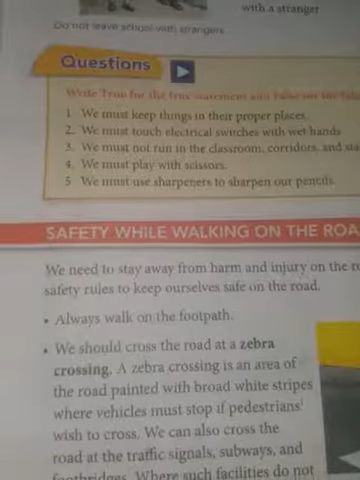 with a stranger
Do not leave school with strangers
Questions
Write True for the true statement and False for the
1 We must keep things in their proper places.
2. We must touch electrical switches with wet hands
3. We must not run in the classroom, corridors, and sta
4. We must play with scissors.
5 We must use sharpeners to sharpen our pencils.
SAFETY WHILE WALKING ON THE ROA
We need to stay away from harm and injury on the r
safety rules to keep ourselves safe on the road.
• Always walk on the footpath.
• We should cross the road at a zebra
crossing. A zebra crossing is an area of
the road painted with broad white stripes
where vehicles must stop if pedestrians
wish to cross. We can also cross the
road at the traffic signals, subways, and
footbridges. Where such facilities do not